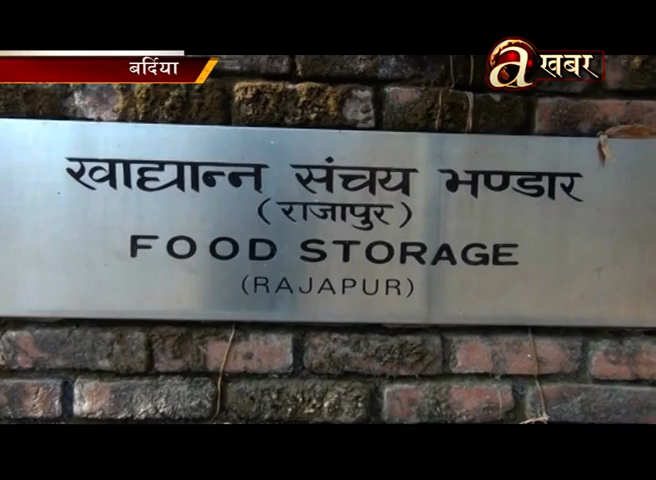 बर्दिया
a खबर
खाद्यान्न संचय भण्डार
(राजापुर)
FOOD STORAGE
(RAJAPUR)